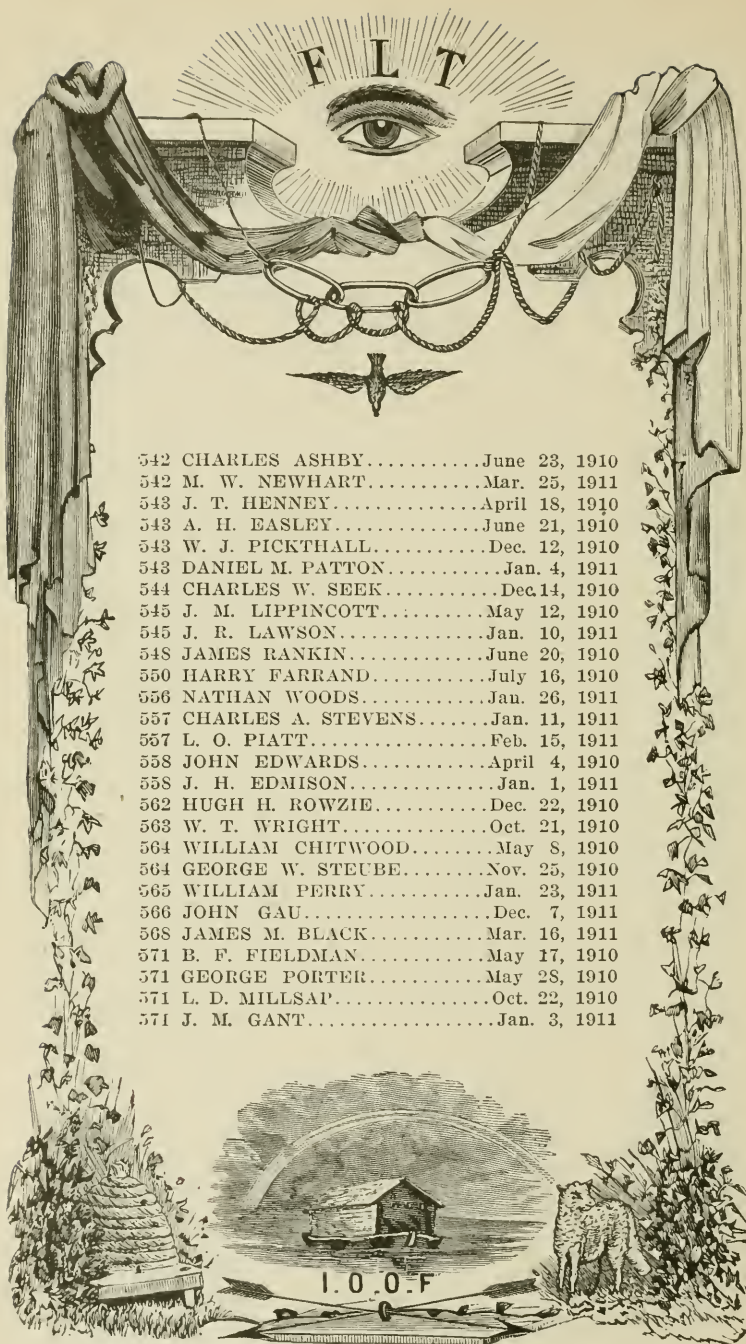 F L T
542 CHARLES ASHBY...........June 23, 1910
542 M. W. NEWHART...........Mar. 25, 1911
543 J. T. HENNEY..............April 18, 1910
543 A. H. EASLEY..............June 21, 1910
543 W. J. PICKTHALL...........Dec. 12, 1910
543 DANIEL M. PATTON...........Jan. 4, 1911
544 CHARLES W. SEEK...........Dec. 14, 1910
545 J. M. LIPPINCOTT..........May 12, 1910
545 J. R. LAWSON..............Jan. 10, 1911
548 JAMES RANKIN.............June 20, 1910
550 HARRY FARRAND...........July 16, 1910
556 NATHAN WOODS.............Jan. 26, 1911
557 CHARLES A. STEVENS.......Jan. 11, 1911
557 L. O. PIATT................Feb. 15, 1911
558 JOHN EDWARDS............April 4, 1910
558 J. H. EDMISON..............Jan. 1, 1911
562 HUGH H. ROWZIE...........Dec. 22, 1910
563 W. T. WRIGHT..............Oct. 21, 1910
564 WILLIAM CHITWOOD........May 8, 1910
564 GEORGE W. STEUBE........Nov. 25, 1910
565 WILLIAM PERRY...........Jan. 23, 1911
566 JOHN GAU..................Dec. 7, 1911
568 JAMES M. BLACK...........Mar. 16, 1911
571 B. F. FIELDMAN............May 17, 1910
571 GEORGE PORTER...........May 28, 1910
571 L. D. MILLSAP..............Oct. 22, 1910
571 J. M. GANT.................Jan. 3, 1911
I.O.O.F